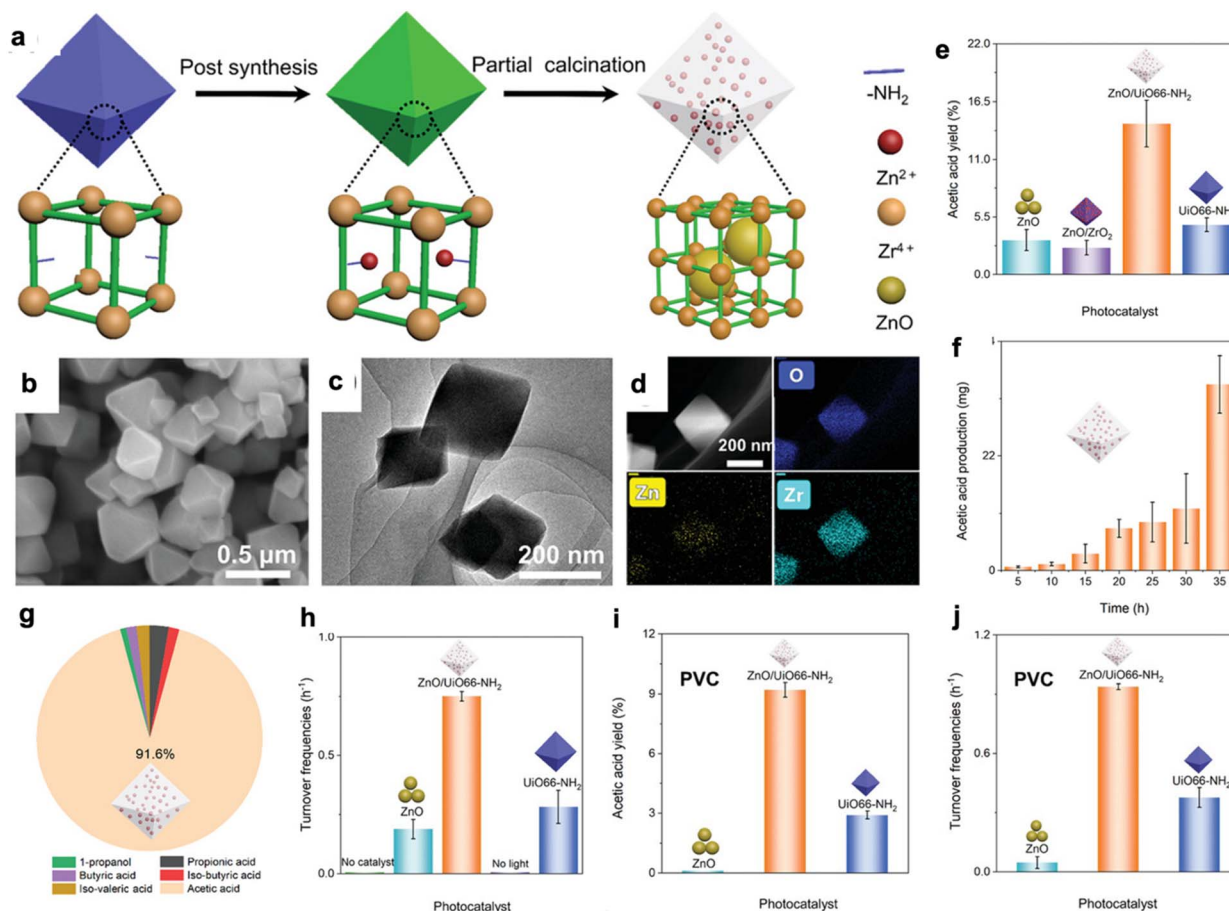 a
Post synthesis
Partial calcination
-NH₂
Zn²⁺
Zr⁴⁺
ZnO
b
0.5 μm
c
200 nm
d
200 nm
O
Zn
Zr
e
22.0
16.5
11.0
5.5
0.0
Acetic acid yield (%)
ZnO
ZnO/ZrO₂
ZnO/UiO66-NH₂
UiO66-NH
Photocatalyst
f
22
0
Acetic acid production (mg)
5 10 15 20 25 30 35
Time (h)
g
91.6%
1-propanol
Propionic acid
Butyric acid
Iso-butyric acid
Iso-valeric acid
Acetic acid
h
1.0
0.5
0.0
Turnover frequencies (h⁻¹)
No catalyst
ZnO
ZnO/UiO66-NH₂
No light
UiO66-NH₂
Photocatalyst
i
12
9
6
3
0
Acetic acid yield (%)
PVC
ZnO
ZnO/UiO66-NH₂
UiO66-NH₂
Photocatalyst
j
1.2
0.6
0.0
Turnover frequencies (h⁻¹)
PVC
ZnO
ZnO/UiO66-NH₂
UiO66-NH₂
Photocatalyst